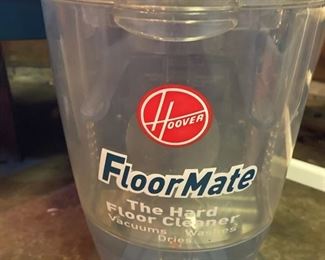 Hoover
FloorMate
The Hard
Floor Cleaner
Vacuums Washes
Dries